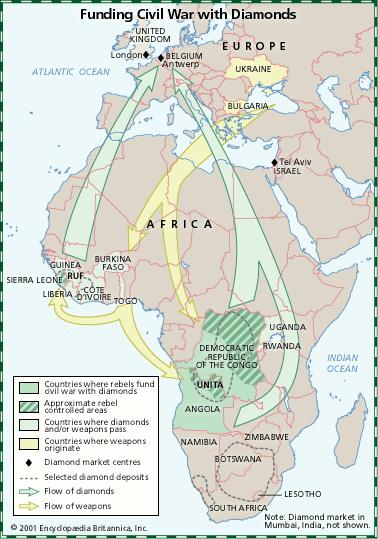 Funding Civil War with Diamonds
UNITED
KINGDOM
London
BELGIUM
Antwerp
EUROPE
ATLANTIC OCEAN
UKRAINE
BULGARIA
Tel Aviv
ISRAEL
AFRICA
GUINEA
RUF
BURKINA
FASO
SIERRA LEONE
LIBERIA
CÔTE
D'IVOIRE
TOGO
UGANDA
DEMOCRATIC
REPUBLIC
OF THE CONGO
RWANDA
INDIAN
OCEAN
UNITA
ANGOLA
NAMIBIA
ZIMBABWE
BOTSWANA
LESOTHO
SOUTH AFRICA
Countries where rebels fund
civil war with diamonds
Approximate rebel
controlled areas
Countries where diamonds
and/or weapons pass
Countries where weapons
originate
Diamond market centres
Selected diamond deposits
Flow of diamonds
Flow of weapons
© 2001 Encyclopædia Britannica, Inc.
Note: Diamond market in
Mumbai, India, not shown.